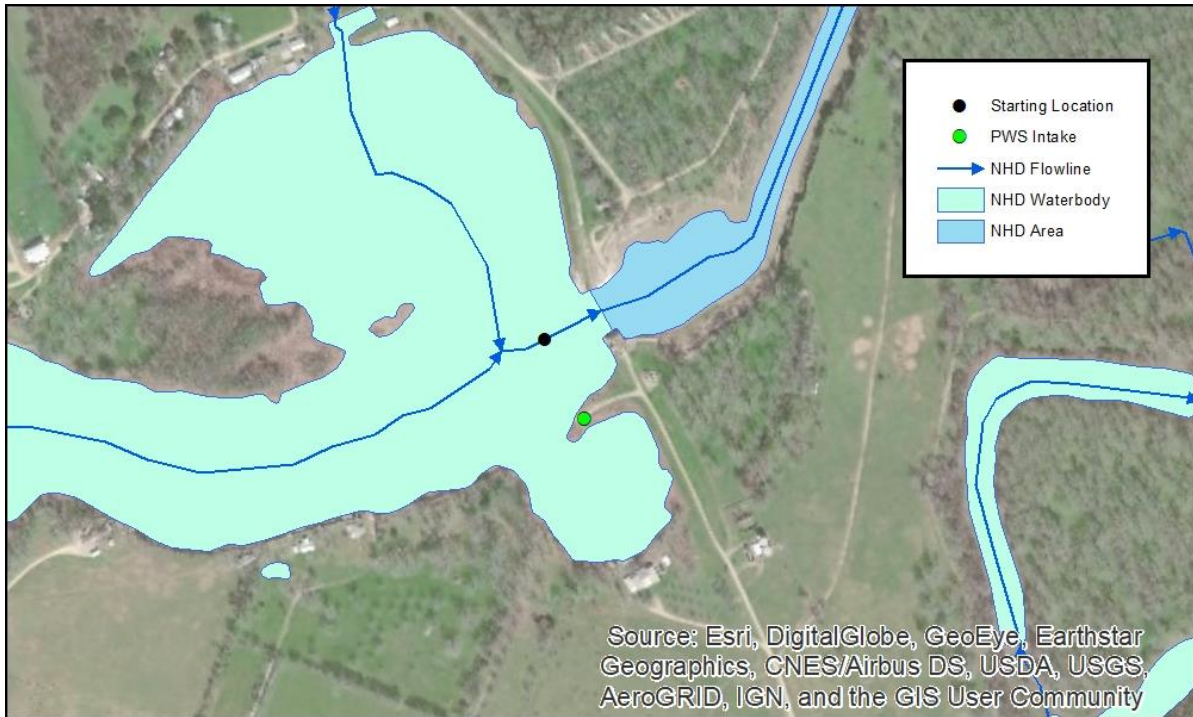 Starting Location
PWS Intake
NHD Flowline
NHD Waterbody
NHD Area
Source: Esri, DigitalGlobe, GeoEye, Earthstar
Geographics, CNES/Airbus DS, USDA, USGS,
AeroGRID, IGN, and the GIS User Community